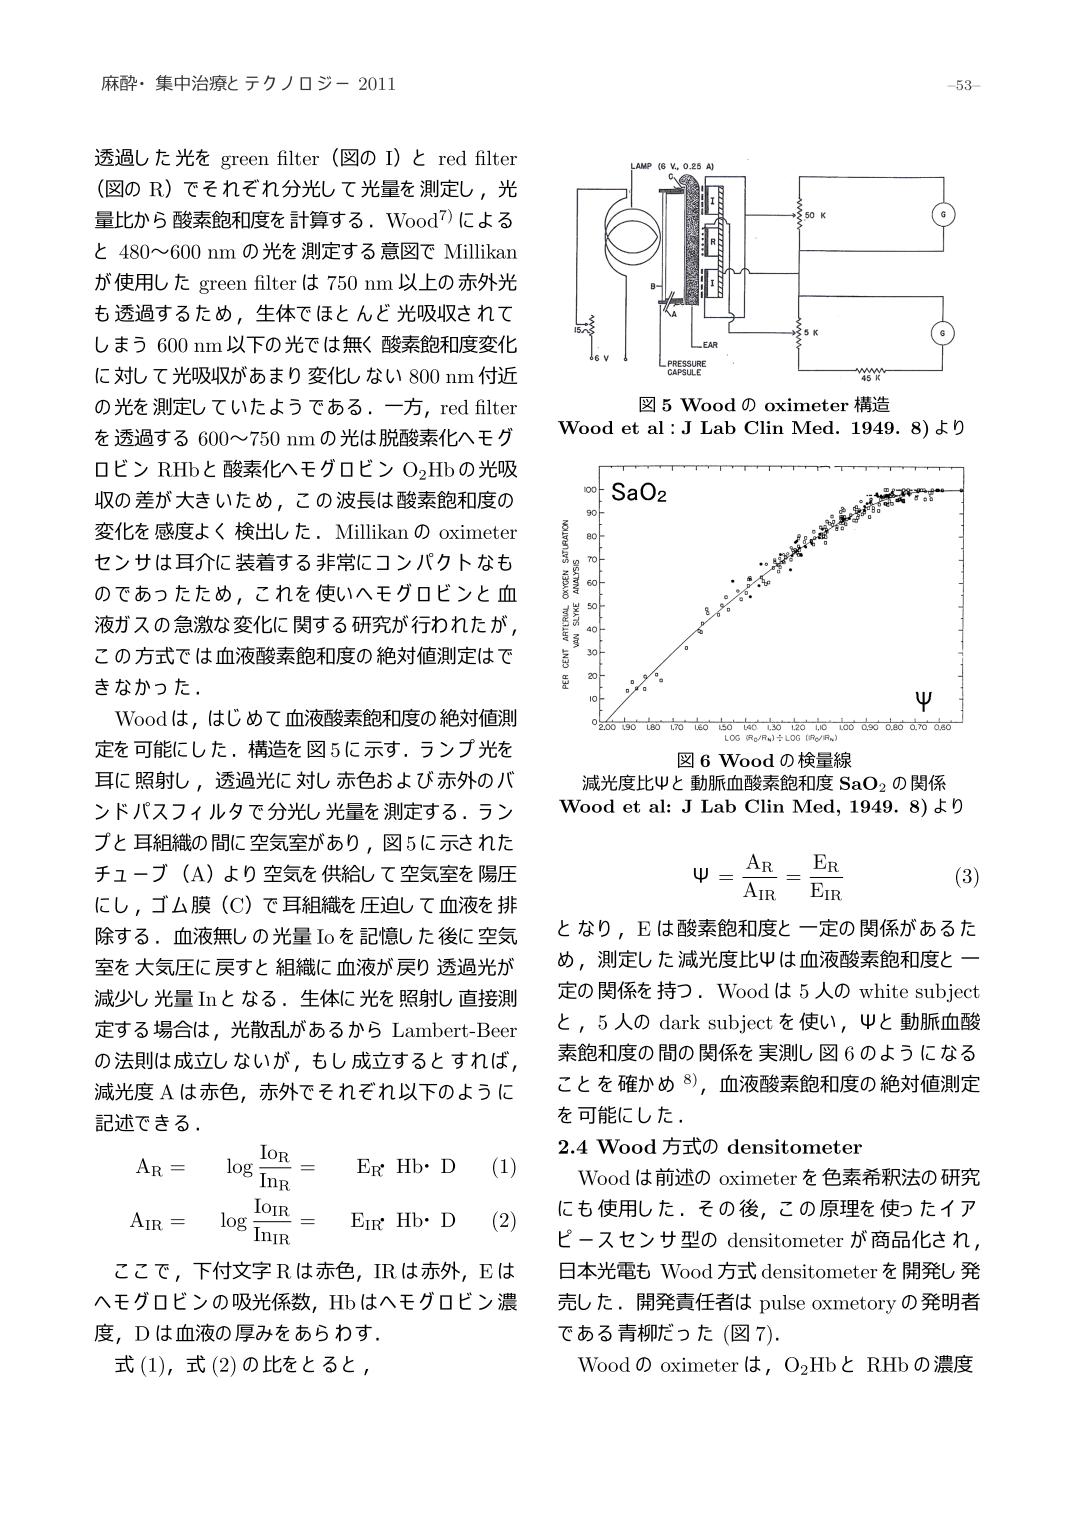 麻酔・集中治療とテクノロジー 2011
–53–
透過した光を green filter（図の I）と red filter
（図の R）でそれぞれ分光して光量を測定し，光
量比から酸素飽和度を計算する．Wood7) による
と 480～600 nm の光を測定する意図で Millikan
が使用した green filter は 750 nm 以上の赤外光
も透過するため，生体でほとんど光吸収されて
しまう 600 nm 以下の光では無く酸素飽和度変化
に対して光吸収があまり変化しない 800 nm 付近
の光を測定していたようである．一方，red filter
を透過する 600～750 nm の光は脱酸素化ヘモグ
ロビン RHb と酸素化ヘモグロビン O2Hb の光吸
収の差が大きいため，この波長は酸素飽和度の
変化を感度よく検出した．Millikan の oximeter
センサは耳介に装着する非常にコンパクトなも
のであったため，これを使いヘモグロビンと血
液ガスの急激な変化に関する研究が行われたが，
この方式では血液酸素飽和度の絶対値測定はで
きなかった．
Wood は，はじめて血液酸素飽和度の絶対値測
定を可能にした．構造を図5に示す．ランプ光を
耳に照射し，透過光に対し赤色および赤外のバ
ンドパスフィルタで分光し光量を測定する．ラン
プと耳組織の間に空気室があり，図5に示された
チューブ（A）より空気を供給して空気室を陽圧
にし，ゴム膜（C）で耳組織を圧迫して血液を排
除する．血液無しの光量 Io を記憶した後に空気
室を大気圧に戻すと組織に血液が戻り透過光が
減少し光量 In となる．生体に光を照射し直接測
定する場合は，光散乱があるから Lambert-Beer
の法則は成立しないが，もし成立するとすれば，
減光度 A は赤色，赤外でそれぞれ以下のように
記述できる．
AR = log IoR/InR = ER・Hb・D (1)
AIR = log IoIR/InIR = EIR・Hb・D (2)
ここで，下付文字 R は赤色，IR は赤外，E は
ヘモグロビンの吸光係数，Hb はヘモグロビン濃
度，D は血液の厚みをあらわす．
式 (1)，式 (2) の比をとると，
LAMP (6 V., 0.25 A)
C
I
R
I
B
A
50 K
G
15
6 V
EAR
PRESSURE
CAPSULE
5 K
G
45 K
図 5 Wood の oximeter 構造
Wood et al : J Lab Clin Med. 1949. 8) より
SaO2
PER CENT ARTERIAL OXYGEN SATURATION
VAN SLYKE ANALYSIS
100
90
80
70
60
50
40
30
20
10
0
Ψ
2.00 1.90 1.80 1.70 1.60 1.50 1.40 1.30 1.20 1.10 1.00 0.90 0.80 0.70 0.60
LOG (RO/RN) ÷ LOG (IRO/IRN)
図 6 Wood の検量線
減光度比Ψと動脈血酸素飽和度 SaO2 の関係
Wood et al: J Lab Clin Med, 1949. 8) より
Ψ = AR/AIR = ER/EIR (3)
となり，E は酸素飽和度と一定の関係があるた
め，測定した減光度比Ψは血液酸素飽和度と一
定の関係を持つ．Wood は 5 人の white subject
と，5 人の dark subject を使い，Ψと動脈血酸
素飽和度の間の関係を実測し図 6 のようになる
ことを確かめ 8)，血液酸素飽和度の絶対値測定
を可能にした．
2.4 Wood 方式の densitometer
Wood は前述の oximeter を色素希釈法の研究
にも使用した．その後，この原理を使ったイア
ピースセンサ型の densitometer が商品化され，
日本光電も Wood 方式 densitometer を開発し発
売した．開発責任者は pulse oxmetory の発明者
である青柳だった (図 7)．
Wood の oximeter は，O2Hb と RHb の濃度